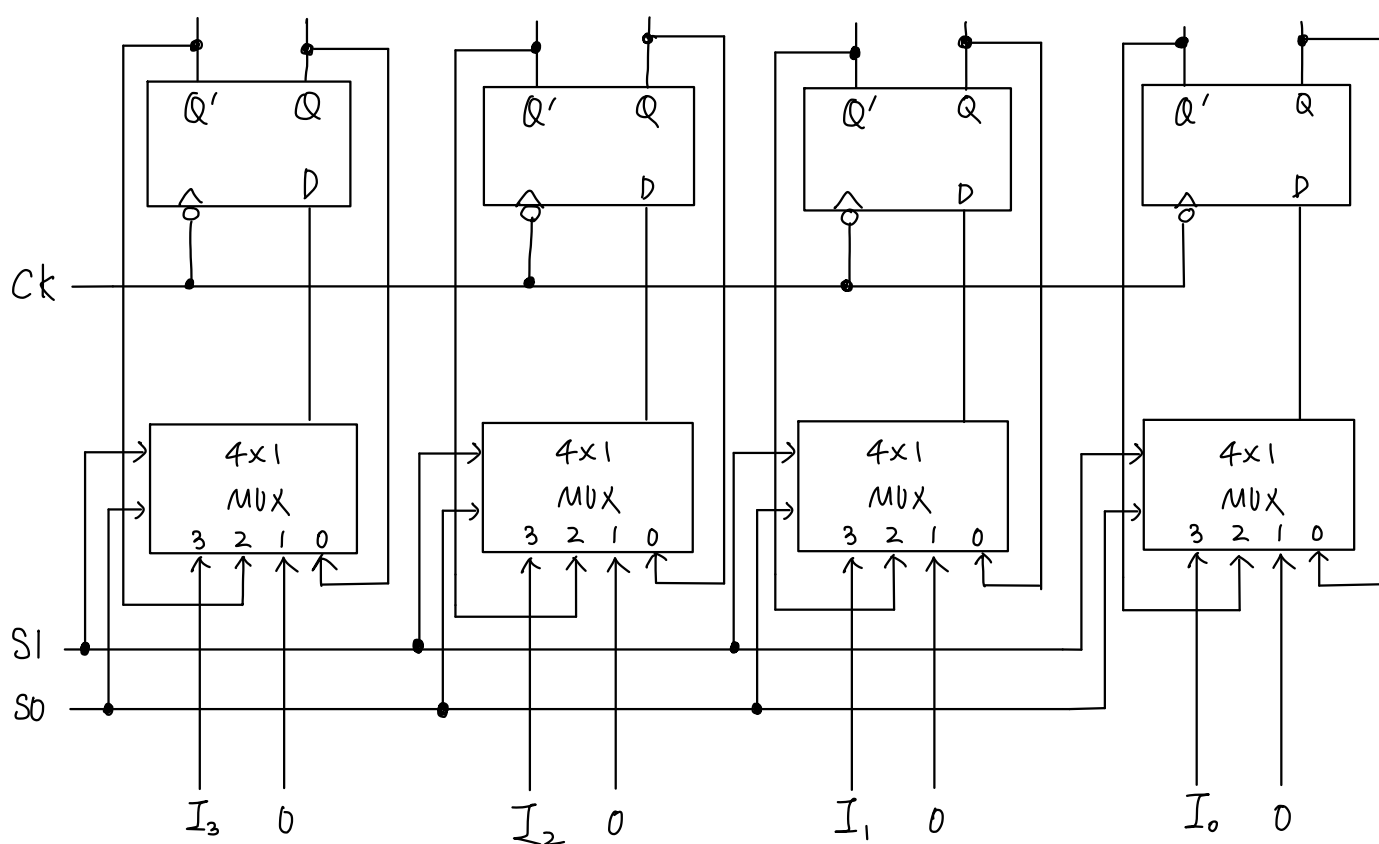 Q' Q Q' Q Q' Q Q' Q
D D D D
Ck
4x1 4x1 4x1 4x1
MUX MUX MUX MUX
3 2 1 0 3 2 1 0 3 2 1 0 3 2 1 0
S1
S0
I₃ 0 I₂ 0 I₁ 0 I₀ 0